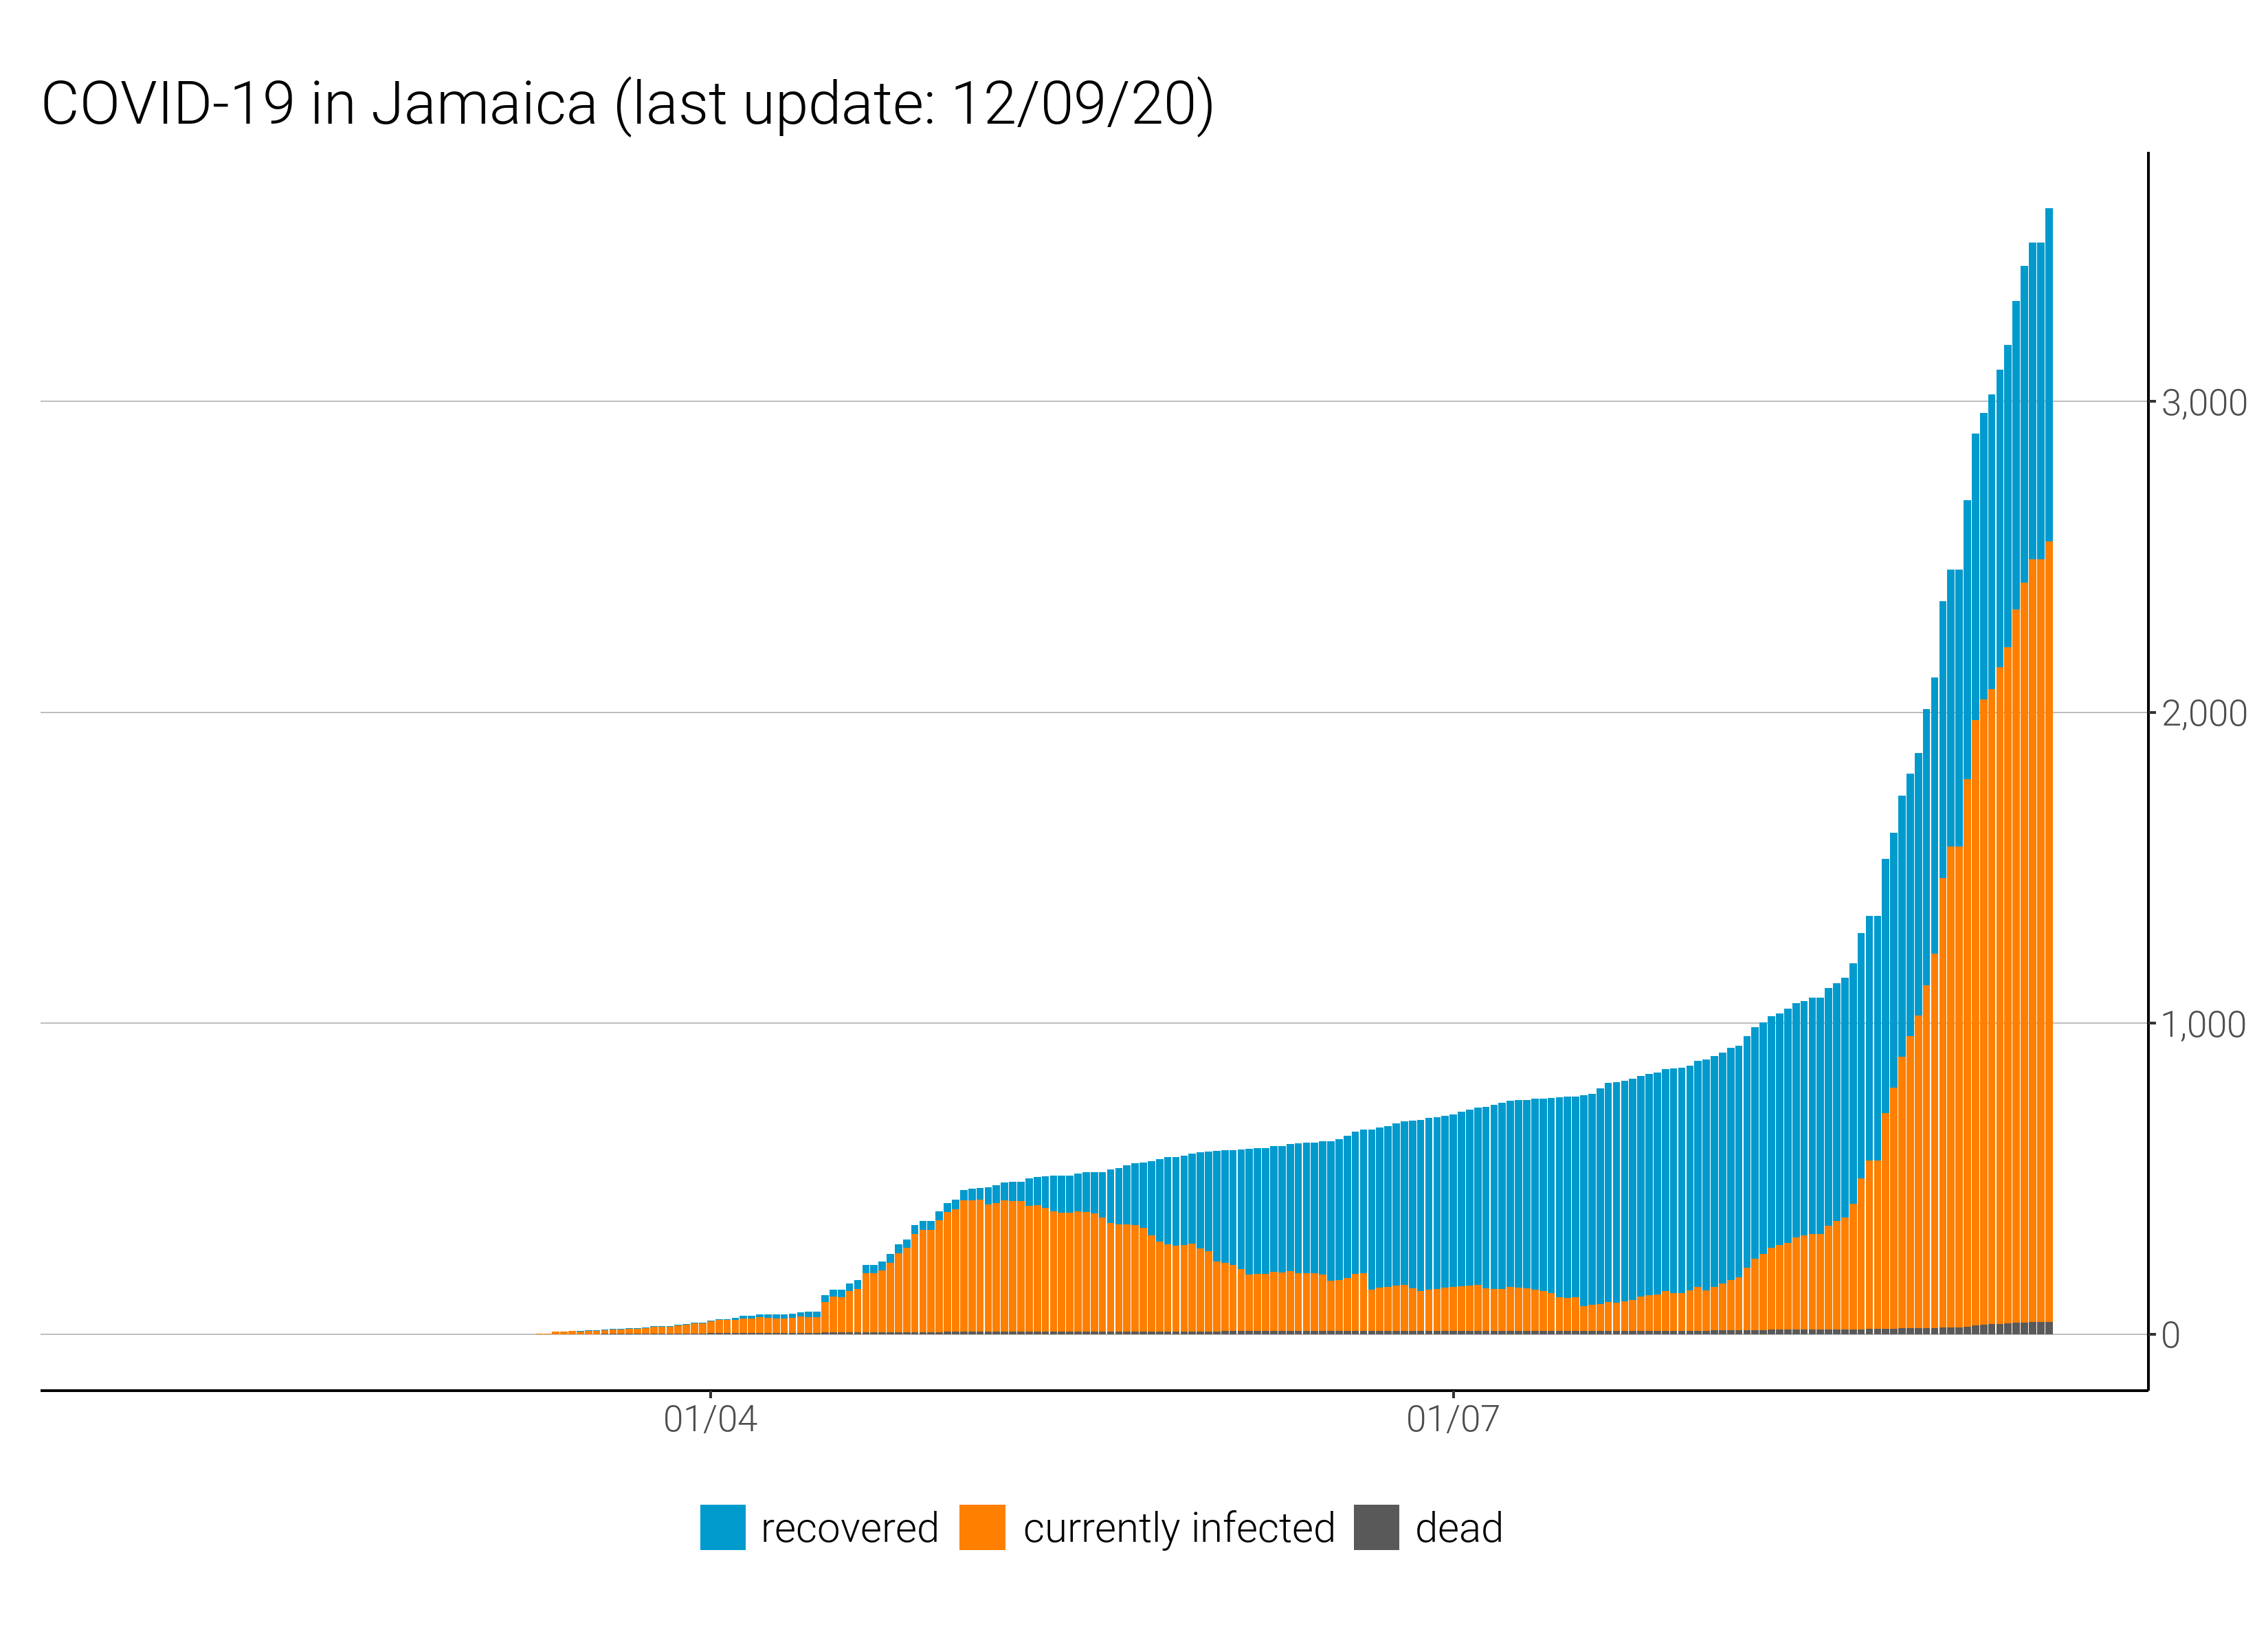 COVID-19 in Jamaica (last update: 12/09/20)
3,000
2,000
1,000
0
01/04 01/07
recovered currently infected dead